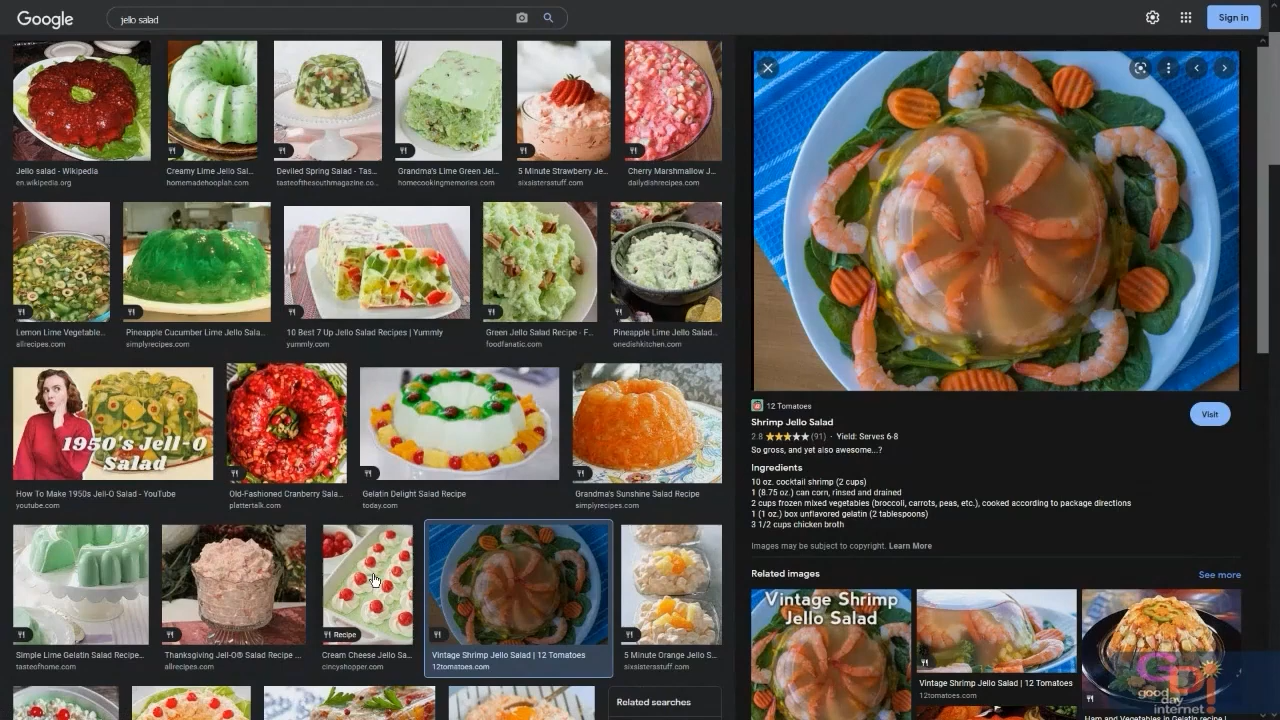 Google
jello salad
Sign in
Jello salad - Wikipedia
en.wikipedia.org
Creamy Lime Jello Sal...
homemadehooplah.com
Deviled Spring Salad - Tas...
tasteofthesouthmagazine.co...
Grandma's Lime Green Jel...
homecookingmemories.com
5 Minute Strawberry Je...
sixsistersstuff.com
Cherry Marshmallow J...
dailydishrecipes.com
Lemon Lime Vegetable...
allrecipes.com
Pineapple Cucumber Lime Jello Sala...
simplyrecipes.com
10 Best 7 Up Jello Salad Recipes | Yummly
yummly.com
Green Jello Salad Recipe - F...
foodfanatic.com
Pineapple Lime Jello Salad...
onedishkitchen.com
1950's Jell-O
Salad
How To Make 1950s Jell-O Salad - YouTube
youtube.com
Old-Fashioned Cranberry Sala...
plattertalk.com
Gelatin Delight Salad Recipe
today.com
Grandma's Sunshine Salad Recipe
simplyrecipes.com
Simple Lime Gelatin Salad Recipe...
tasteofhome.com
Thanksgiving Jell-O® Salad Recipe ...
allrecipes.com
Recipe
Cream Cheese Jello Sa...
cincyshopper.com
Vintage Shrimp Jello Salad | 12 Tomatoes
12tomatoes.com
5 Minute Orange Jello S...
sixsistersstuff.com
Related searches
12 Tomatoes
Visit
Shrimp Jello Salad
2.8 (91) · Yield: Serves 6-8
So gross, and yet also awesome...?
Ingredients
10 oz. cocktail shrimp (2 cups)
1 (8.75 oz.) can corn, rinsed and drained
2 cups frozen mixed vegetables (broccoli, carrots, peas, etc.), cooked according to package directions
1 (1 oz.) box unflavored gelatin (2 tablespoons)
3 1/2 cups chicken broth
Images may be subject to copyright. Learn More
Related images
See more
Vintage Shrimp
Jello Salad
Vintage Shrimp Jello Salad | 12 Tomatoes
12tomatoes.com
Ham and Vegetables in Gelatin recipe |
good
day
internet!